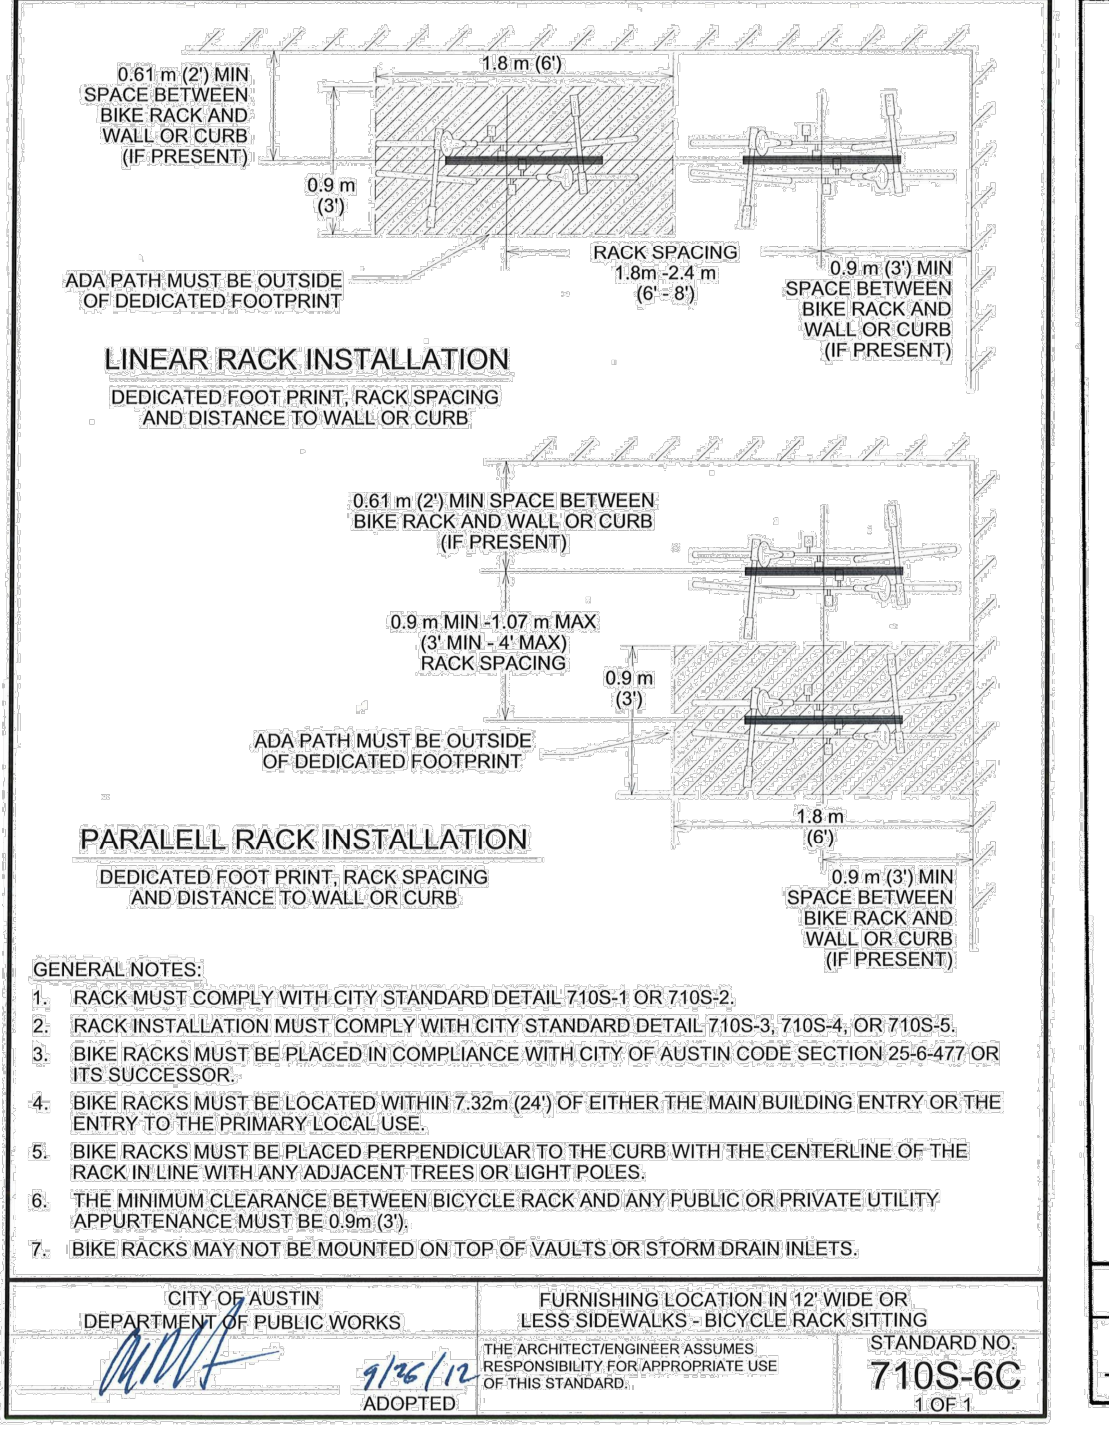 0.61 m (2') MIN
SPACE BETWEEN
BIKE RACK AND
WALL OR CURB
(IF PRESENT)
1.8 m (6')
0.9 m
(3')
RACK SPACING
1.8m -2.4 m
(6' - 8')
ADA PATH MUST BE OUTSIDE
OF DEDICATED FOOTPRINT
0.9 m (3') MIN
SPACE BETWEEN
BIKE RACK AND
WALL OR CURB
(IF PRESENT)
LINEAR RACK INSTALLATION
DEDICATED FOOT PRINT, RACK SPACING
AND DISTANCE TO WALL OR CURB
0.61 m (2') MIN SPACE BETWEEN
BIKE RACK AND WALL OR CURB
(IF PRESENT)
0.9 m MIN -1.07 m MAX
(3' MIN - 4' MAX)
RACK SPACING
0.9 m
(3')
ADA PATH MUST BE OUTSIDE
OF DEDICATED FOOTPRINT
1.8 m
(6')
PARALELL RACK INSTALLATION
DEDICATED FOOT PRINT, RACK SPACING
AND DISTANCE TO WALL OR CURB
0.9 m (3') MIN
SPACE BETWEEN
BIKE RACK AND
WALL OR CURB
(IF PRESENT)
GENERAL NOTES:
1. RACK MUST COMPLY WITH CITY STANDARD DETAIL 710S-1 OR 710S-2.
2. RACK INSTALLATION MUST COMPLY WITH CITY STANDARD DETAIL 710S-3, 710S-4, OR 710S-5.
3. BIKE RACKS MUST BE PLACED IN COMPLIANCE WITH CITY OF AUSTIN CODE SECTION 25-6-477 OR
ITS SUCCESSOR.
4. BIKE RACKS MUST BE LOCATED WITHIN 7.32m (24') OF EITHER THE MAIN BUILDING ENTRY OR THE
ENTRY TO THE PRIMARY LOCAL USE.
5. BIKE RACKS MUST BE PLACED PERPENDICULAR TO THE CURB WITH THE CENTERLINE OF THE
RACK IN LINE WITH ANY ADJACENT TREES OR LIGHT POLES.
6. THE MINIMUM CLEARANCE BETWEEN BICYCLE RACK AND ANY PUBLIC OR PRIVATE UTILITY
APPURTENANCE MUST BE 0.9m (3').
7. BIKE RACKS MAY NOT BE MOUNTED ON TOP OF VAULTS OR STORM DRAIN INLETS.
CITY OF AUSTIN
DEPARTMENT OF PUBLIC WORKS
9/26/12
ADOPTED
FURNISHING LOCATION IN 12' WIDE OR
LESS SIDEWALKS - BICYCLE RACK SITTING
THE ARCHITECT/ENGINEER ASSUMES
RESPONSIBILITY FOR APPROPRIATE USE
OF THIS STANDARD.
STANDARD NO.
710S-6C
1 OF 1